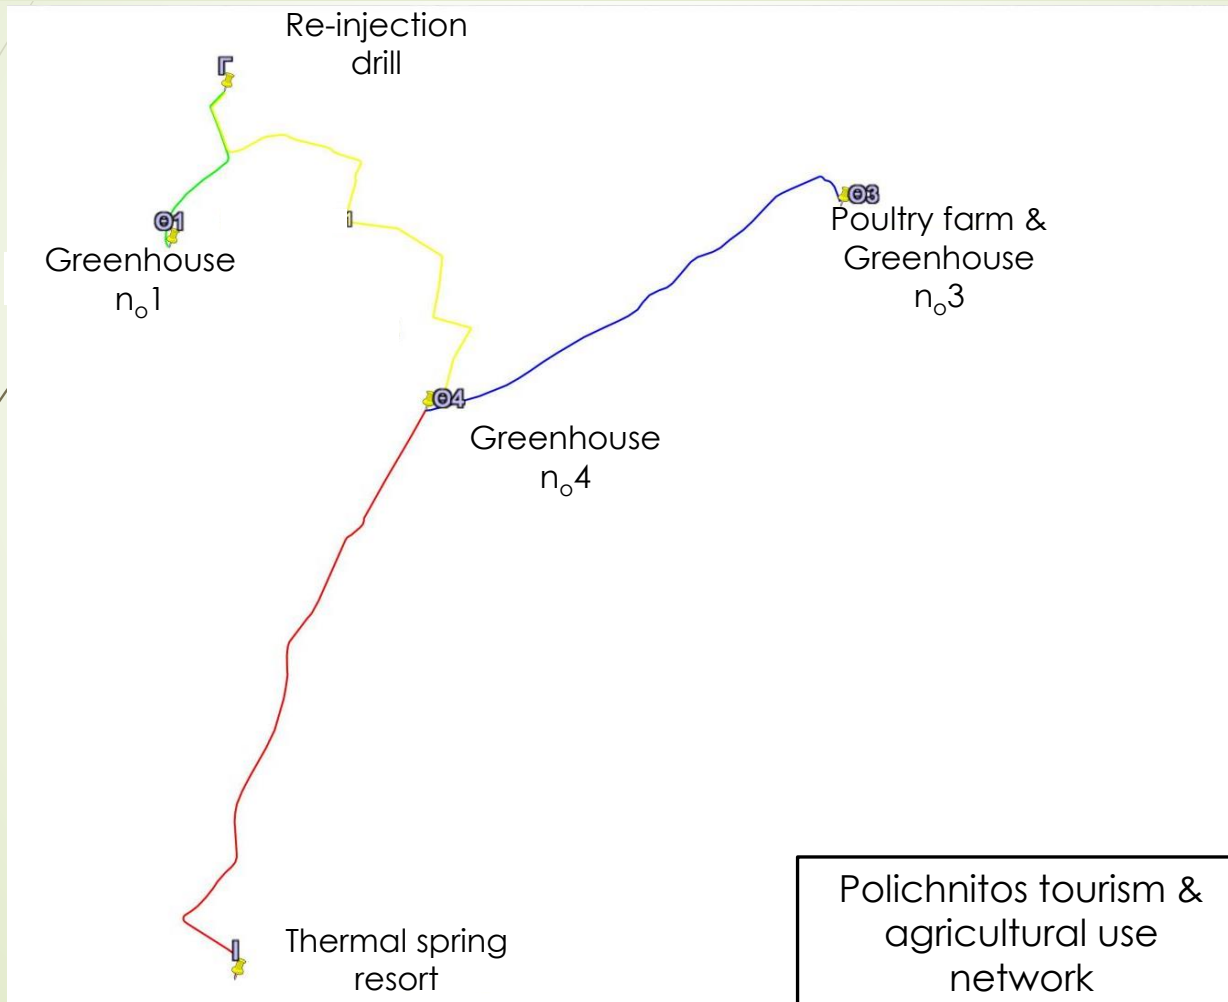 Re-injection
drill
Γ
Θ1
Greenhouse
nₒ1
Θ3
Poultry farm &
Greenhouse
nₒ3
Θ4
Greenhouse
nₒ4
Ι
Thermal spring
resort
Polichnitos tourism &
agricultural use
network